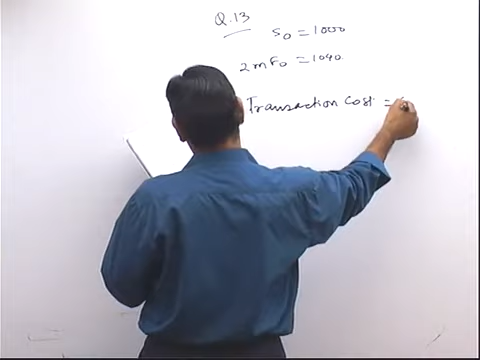 Q.13
S0 = 1000
2mF0 = 1040
Transaction Cost =